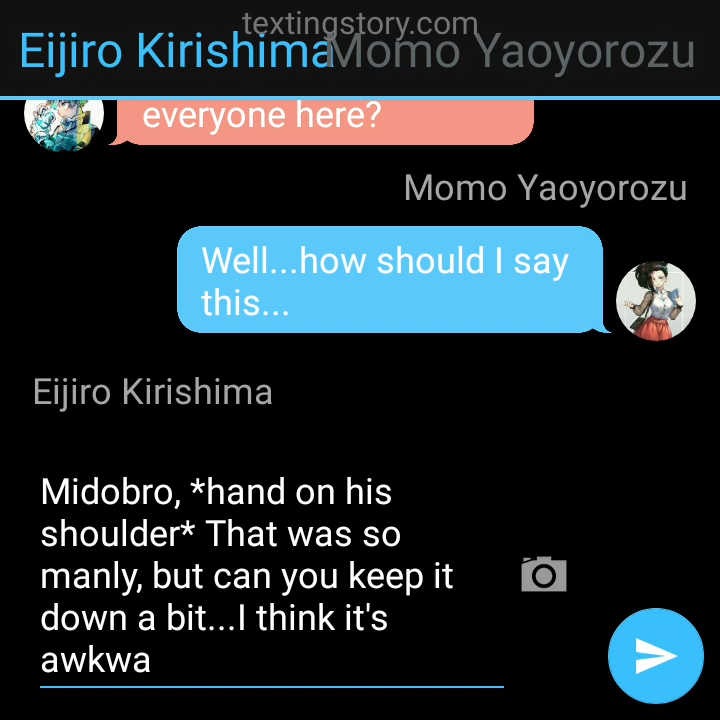 textingstory.com
Eijiro Kirishima Momo Yaoyorozu
everyone here?
Momo Yaoyorozu
Well...how should I say
this...
Eijiro Kirishima
Midobro, *hand on his
shoulder* That was so
manly, but can you keep it
down a bit...I think it's
awkwa